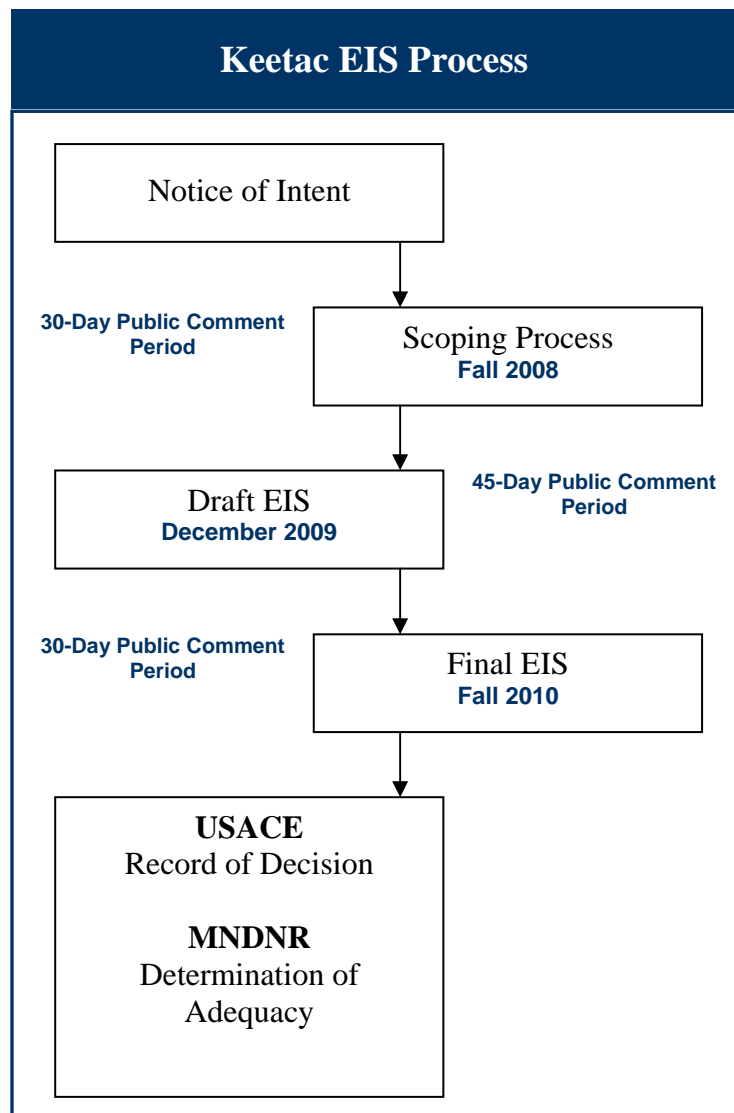 Keetac EIS Process
Notice of Intent
30-Day Public Comment
Period
Scoping Process
Fall 2008
Draft EIS
December 2009
45-Day Public Comment
Period
30-Day Public Comment
Period
Final EIS
Fall 2010
USACE
Record of Decision
MNDNR
Determination of
Adequacy